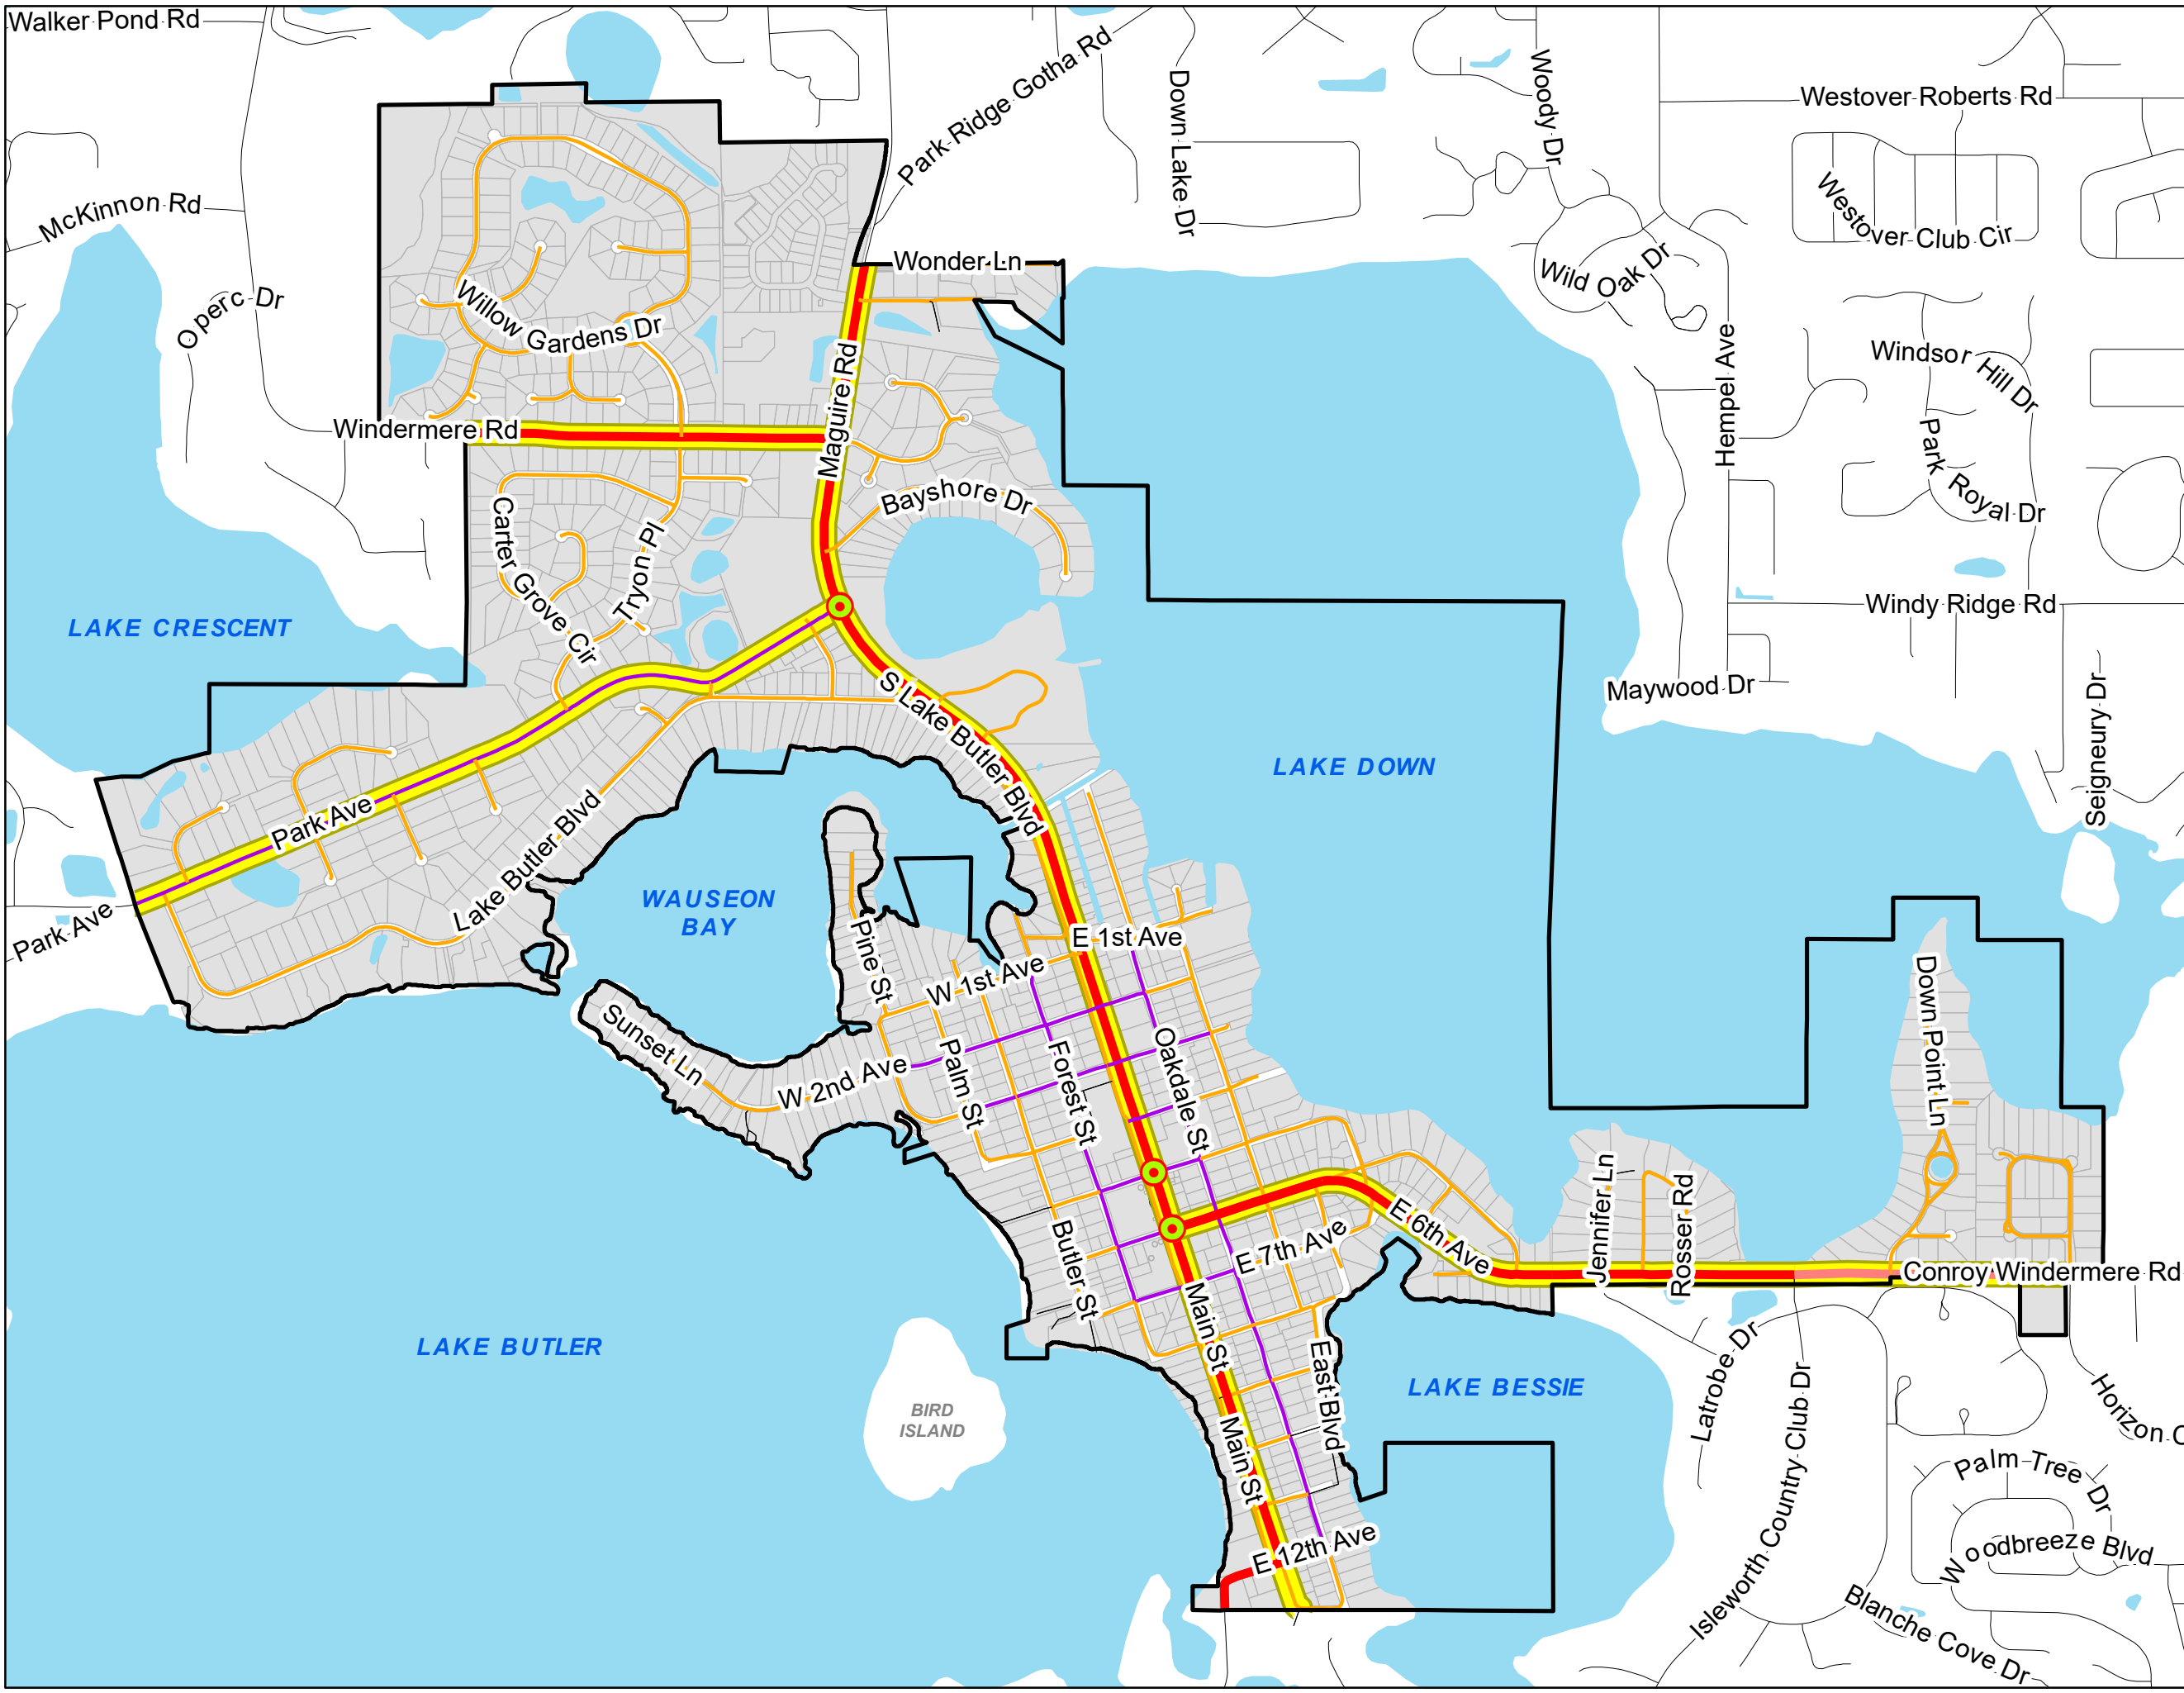 Walker Pond Rd
Park Ridge Gotha Rd
Down Lake Dr
Woody Dr
Westover Roberts Rd
McKinnon Rd
Westover Club Cir
Wonder Ln
Wild Oak Dr
Operc Dr
Willow Gardens Dr
Maguire Rd
Hempel Ave
Windsor Hill Dr
Windermere Rd
Park Royal Dr
Bayshore Dr
Carter Grove Cir
Tryon Pl
Windy Ridge Rd
LAKE CRESCENT
Maywood Dr
S Lake Butler Blvd
Seigneury Dr
LAKE DOWN
Park Ave
Lake Butler Blvd
WAUSEON
BAY
Park Ave
Pine St
E 1st Ave
W 1st Ave
Down Point Ln
Sunset Ln
W 2nd Ave
Palm St
Forest St
Oakdale St
Jennifer Ln
Rosser Rd
E 6th Ave
E 7th Ave
Butler St
Conroy Windermere Rd
Main St
LAKE BUTLER
East Blvd
LAKE BESSIE
Latrobe Dr
Isleworth Country Club Dr
Horizon C
BIRD
ISLAND
Main St
Palm Tree Dr
Woodbreeze Blvd
E 12th Ave
Blanche Cove Dr